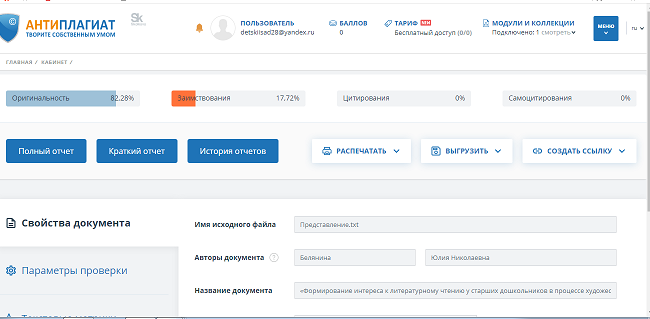 АНТИПЛАГИАТ
ТВОРИТЕ СОБСТВЕННЫМ УМОМ
Sk
ПОЛЬЗОВАТЕЛЬ
detskiisad28@yandex.ru
БАЛЛОВ
0
ТАРИФ
Бесплатный доступ (0/0)
МОДУЛИ И КОЛЛЕКЦИИ
Подключено: 1 смотреть
МЕНЮ
ru
ГЛАВНАЯ / КАБИНЕТ /
Оригинальность 82,28%
Заимствования 17,72%
Цитирования 0%
Самоцитирования 0%
Полный отчет
Краткий отчет
История отчетов
РАСПЕЧАТАТЬ
ВЫГРУЗИТЬ
СОЗДАТЬ ССЫЛКУ
Свойства документа
Параметры проверки
Имя исходного файла Представление.txt
Авторы документа ? Белянина Юлия Николаевна
Название документа «Формирование интереса к литературному чтению у старших дошкольников в процессе художес